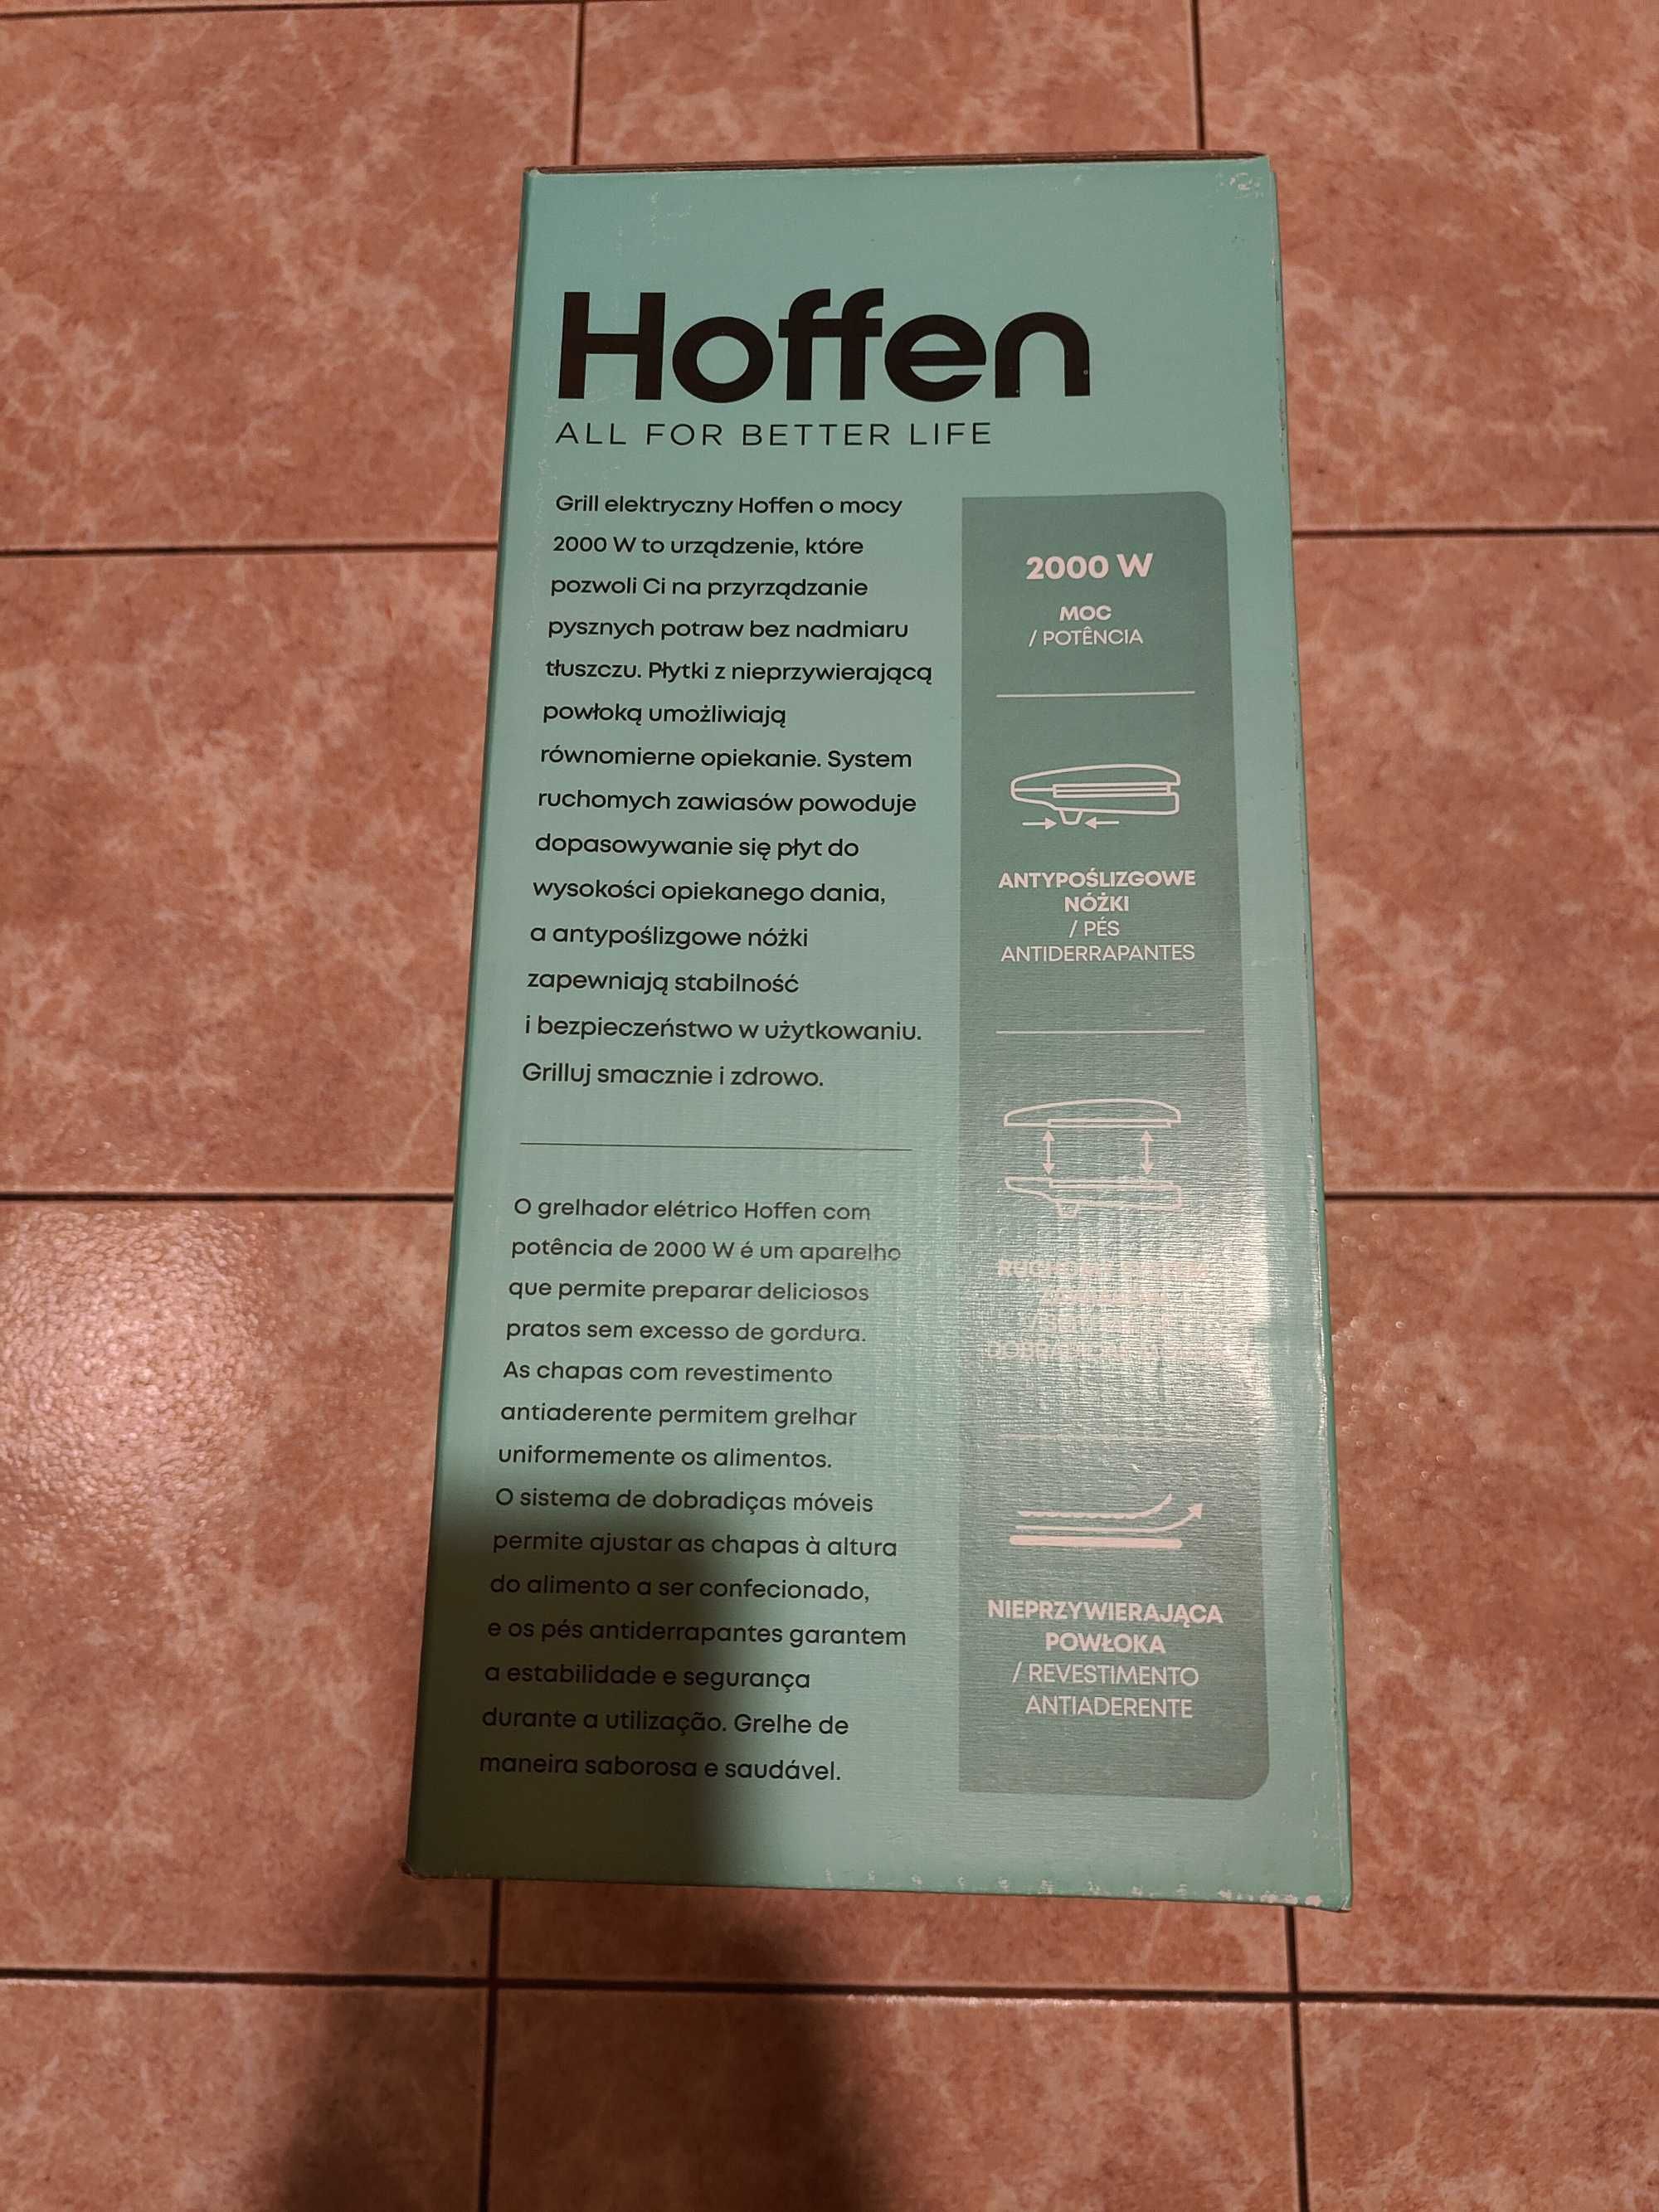 Hoffen
ALL FOR BETTER LIFE
Grill elektryczny Hoffen o mocy
2000 W to urządzenie, które
pozwoli Ci na przyrządzanie
pysznych potraw bez nadmiaru
tłuszczu. Płytki z nieprzywierającą
powłoką umożliwiają
równomierne opiekanie. System
ruchomych zawiasów powoduje
dopasowywanie się płyt do
wysokości opiekanego dania,
a antypoślizgowe nóżki
zapewniają stabilność
i bezpieczeństwo w użytkowaniu.
Grilluj smacznie i zdrowo.
O grelhador elétrico Hoffen com
potência de 2000 W é um aparelho
que permite preparar deliciosos
pratos sem excesso de gordura.
As chapas com revestimento
antiaderente permitem grelhar
uniformemente os alimentos.
O sistema de dobradiças móveis
permite ajustar as chapas à altura
do alimento a ser confecionado,
e os pés antiderrapantes garantem
a estabilidade e segurança
durante a utilização. Grelhe de
maneira saborosa e saudável.
2000 W
MOC
/ POTÊNCIA
ANTYPOŚLIZGOWE
NÓŻKI
/ PÉS
ANTIDERRAPANTES
NIEPRZYWIERAJĄCA
POWŁOKA
/ REVESTIMENTO
ANTIADERENTE